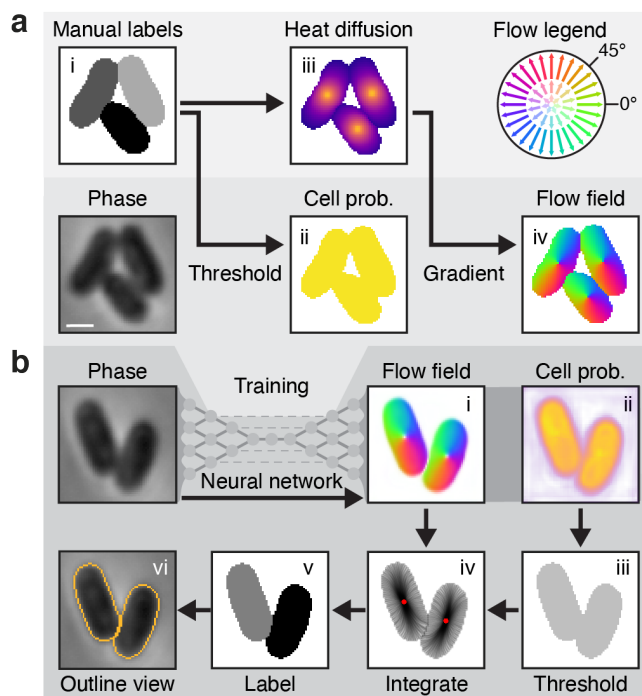 a
Manual labels
Heat diffusion
Flow legend
i
iii
45°
0°
Phase
Cell prob.
Flow field
ii
iv
Threshold
Gradient
b
Phase
Training
Flow field
Cell prob.
i
ii
Neural network
vi
v
iv
iii
Outline view
Label
Integrate
Threshold